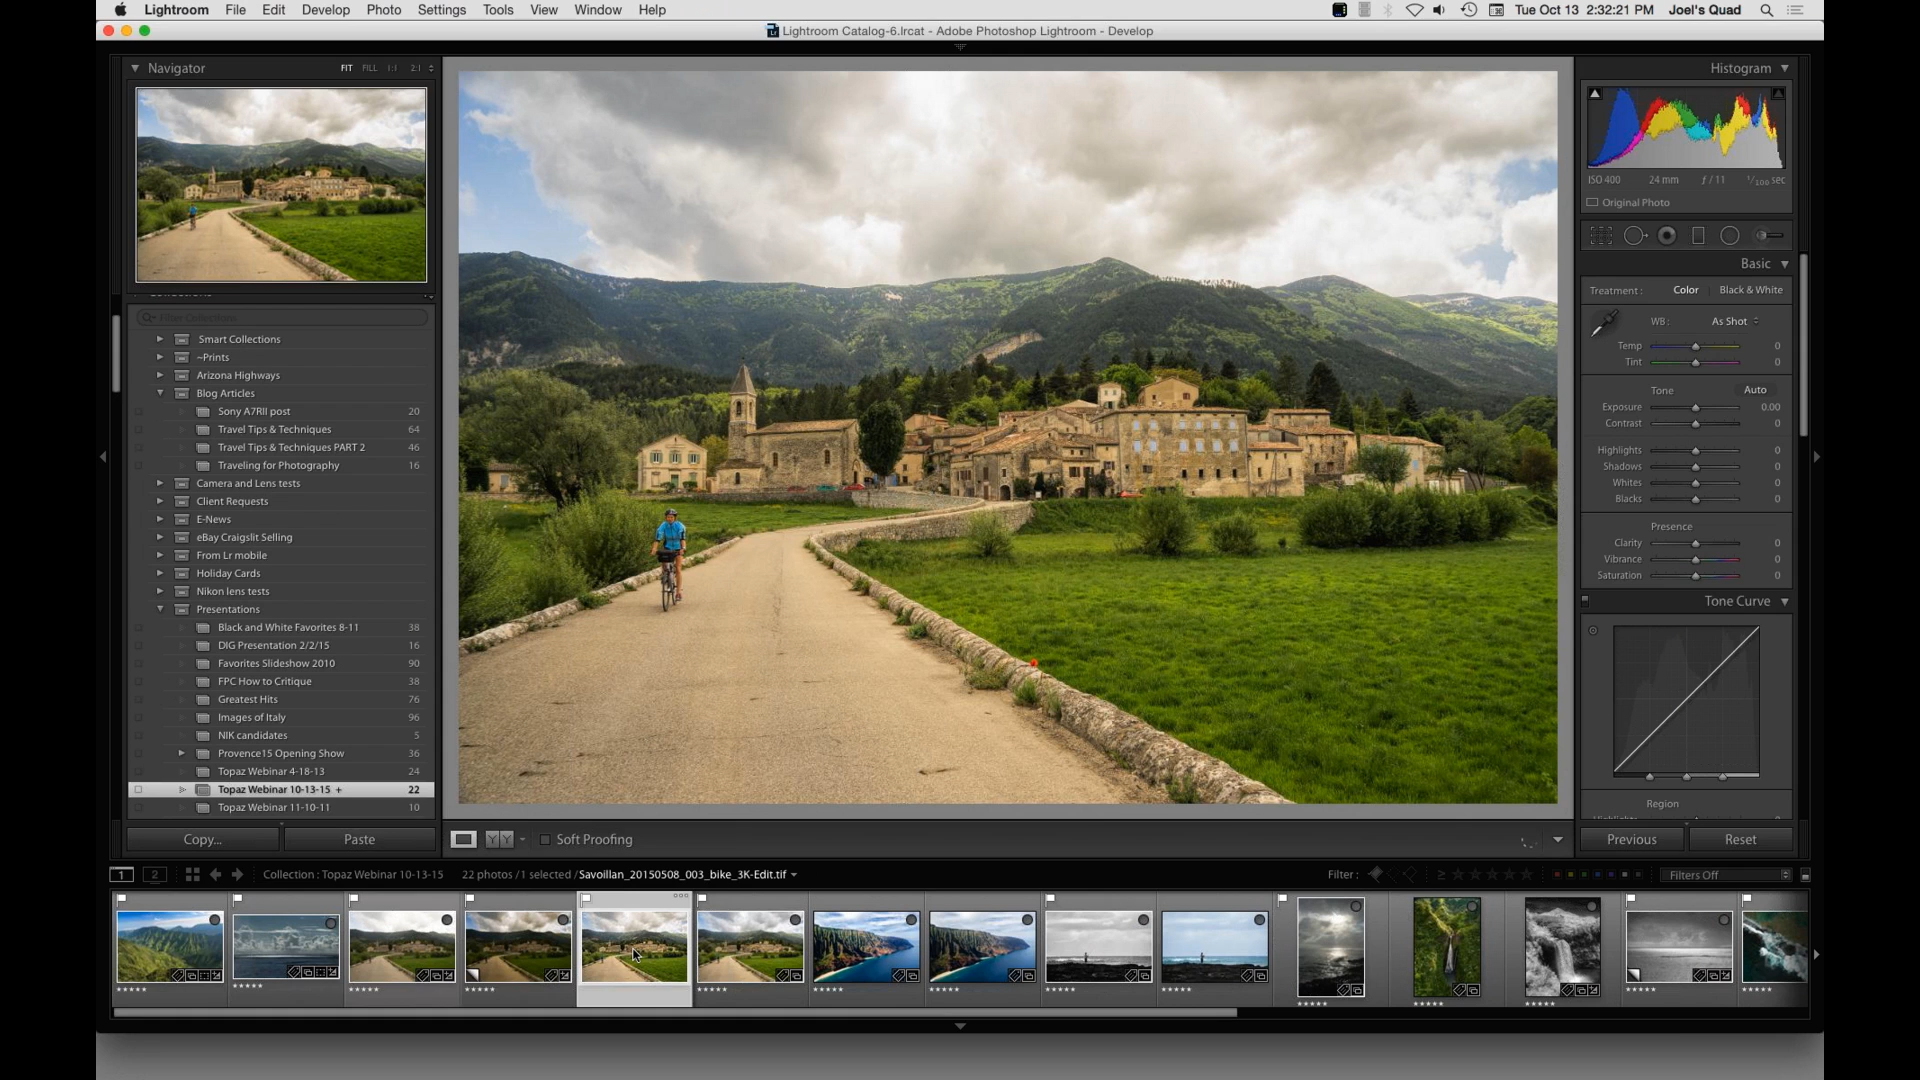 Lightroom File Edit Develop Photo Settings Tools View Window Help Tue Oct 13 2:32:21 PM Joel's Quad
Lightroom Catalog-6.lrcat - Adobe Photoshop Lightroom - Develop
Navigator FIT FILL 1:1 2:1
Filter Collections
Smart Collections
~Prints
Arizona Highways
Blog Articles
Sony A7RII post 20
Travel Tips & Techniques 64
Travel Tips & Techniques PART 2 46
Traveling for Photography 16
Camera and Lens tests
Client Requests
E-News
eBay Craigslit Selling
From Lr mobile
Holiday Cards
Nikon lens tests
Presentations
Black and White Favorites 8-11 38
DIG Presentation 2/2/15 16
Favorites Slideshow 2010 90
FPC How to Critique 38
Greatest Hits 76
Images of Italy 96
NIK candidates 5
Provence15 Opening Show 36
Topaz Webinar 4-18-13 24
Topaz Webinar 10-13-15 + 22
Topaz Webinar 11-10-11 10
Copy... Paste
Soft Proofing
Histogram
ISO 400 24 mm ƒ / 11 1/100 sec
Original Photo
Basic
Treatment : Color Black & White
WB : As Shot
Temp 0
Tint 0
Tone Auto
Exposure 0.00
Contrast 0
Highlights 0
Shadows 0
Whites 0
Blacks 0
Presence
Clarity 0
Vibrance 0
Saturation 0
Tone Curve
Region
Previous Reset
1 2 Collection : Topaz Webinar 10-13-15 22 photos / 1 selected / Savoillan_20150508_003_bike_3K-Edit.tif Filter : Filters Off